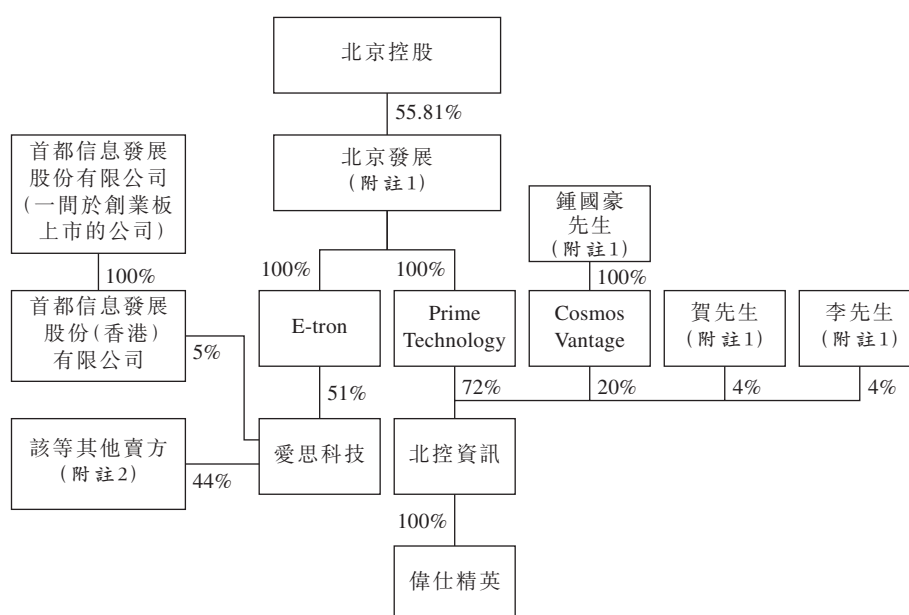 北京控股
55.81%
首都信息發展
股份有限公司
(一間於創業板
上市的公司)
北京發展
(附註1)
鍾國豪
先生
(附註1)
100%
100%
100%
100%
首都信息發展
股份(香港)
有限公司
E-tron
Prime
Technology
Cosmos
Vantage
賀先生
(附註1)
李先生
(附註1)
5%
51%
72%
20%
4%
4%
該等其他賣方
(附註2)
44%
愛思科技
北控資訊
100%
偉仕精英